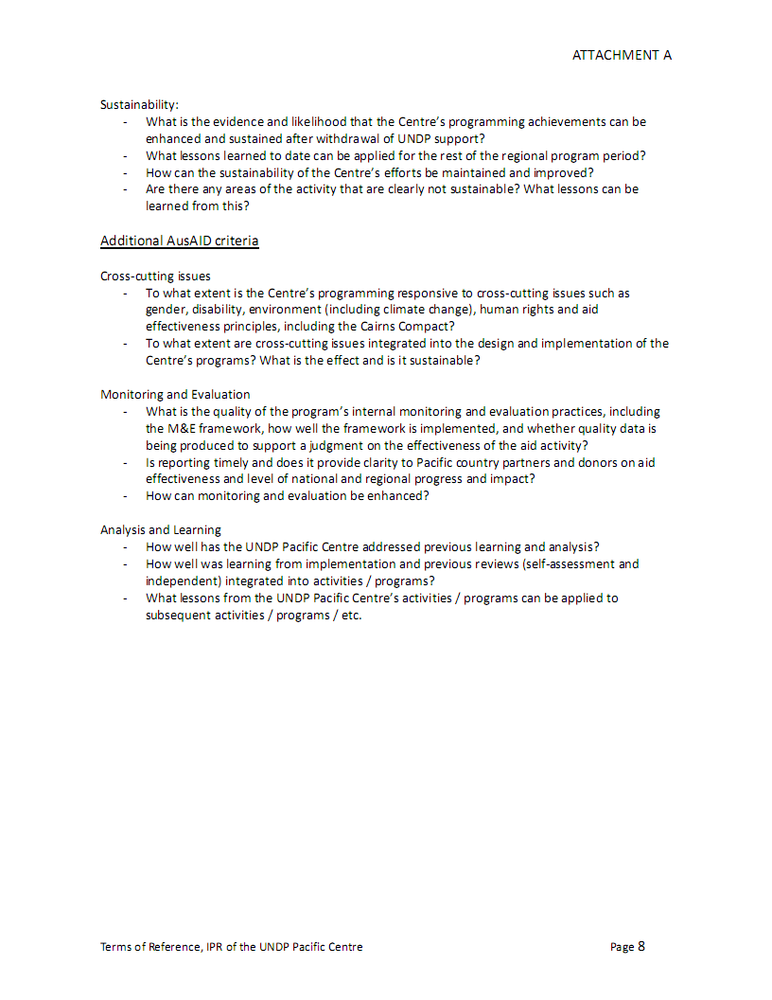 ATTACHMENT A
Sustainability:
- What is the evidence and likelihood that the Centre's programming achievements can be
enhanced and sustained after withdrawal of UNDP support?
- What lessons learned to date can be applied for the rest of the regional program period?
- How can the sustainability of the Centre's efforts be maintained and improved?
- Are there any areas of the activity that are clearly not sustainable? What lessons can be
learned from this?
Additional AusAID criteria
Cross-cutting issues
- To what extent is the Centre's programming responsive to cross-cutting issues such as
gender, disability, environment (including climate change), human rights and aid
effectiveness principles, including the Cairns Compact?
- To what extent are cross-cutting issues integrated into the design and implementation of the
Centre's programs? What is the effect and is it sustainable?
Monitoring and Evaluation
- What is the quality of the program's internal monitoring and evaluation practices, including
the M&E framework, how well the framework is implemented, and whether quality data is
being produced to support a judgment on the effectiveness of the aid activity?
- Is reporting timely and does it provide clarity to Pacific country partners and donors on aid
effectiveness and level of national and regional progress and impact?
- How can monitoring and evaluation be enhanced?
Analysis and Learning
- How well has the UNDP Pacific Centre addressed previous learning and analysis?
- How well was learning from implementation and previous reviews (self-assessment and
independent) integrated into activities / programs?
- What lessons from the UNDP Pacific Centre's activities / programs can be applied to
subsequent activities / programs / etc.
Terms of Reference, IPR of the UNDP Pacific Centre Page 8